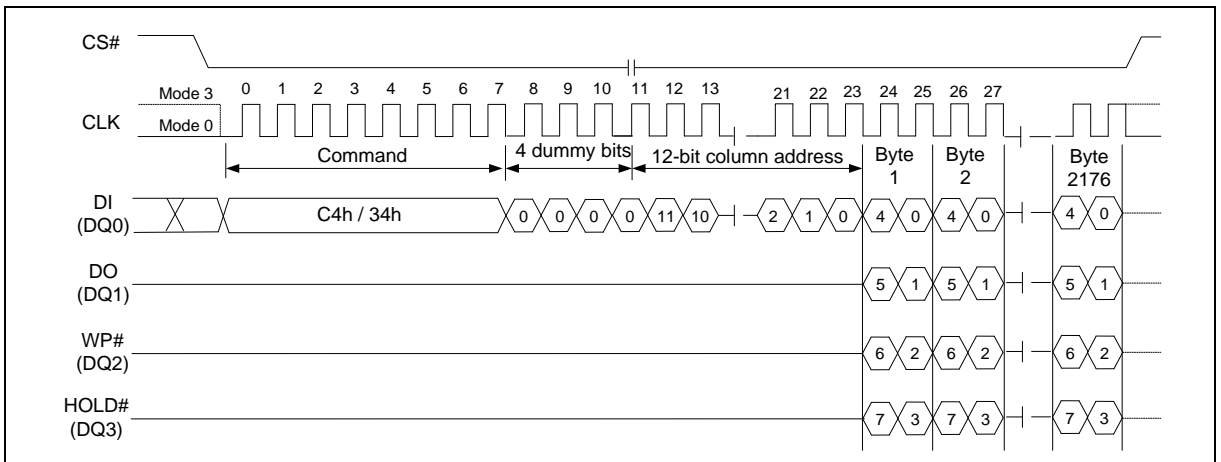 CS#
Mode 3 0 1 2 3 4 5 6 7 8 9 10 11 12 13 21 22 23 24 25 26 27
CLK
Mode 0
Command 4 dummy bits 12-bit column address Byte 1 Byte 2 Byte 2176
DI (DQ0) C4h / 34h 0 0 0 0 11 10 2 1 0 4 0 4 0 4 0
DO (DQ1) 5 1 5 1 5 1
WP# (DQ2) 6 2 6 2 6 2
HOLD# (DQ3) 7 3 7 3 7 3